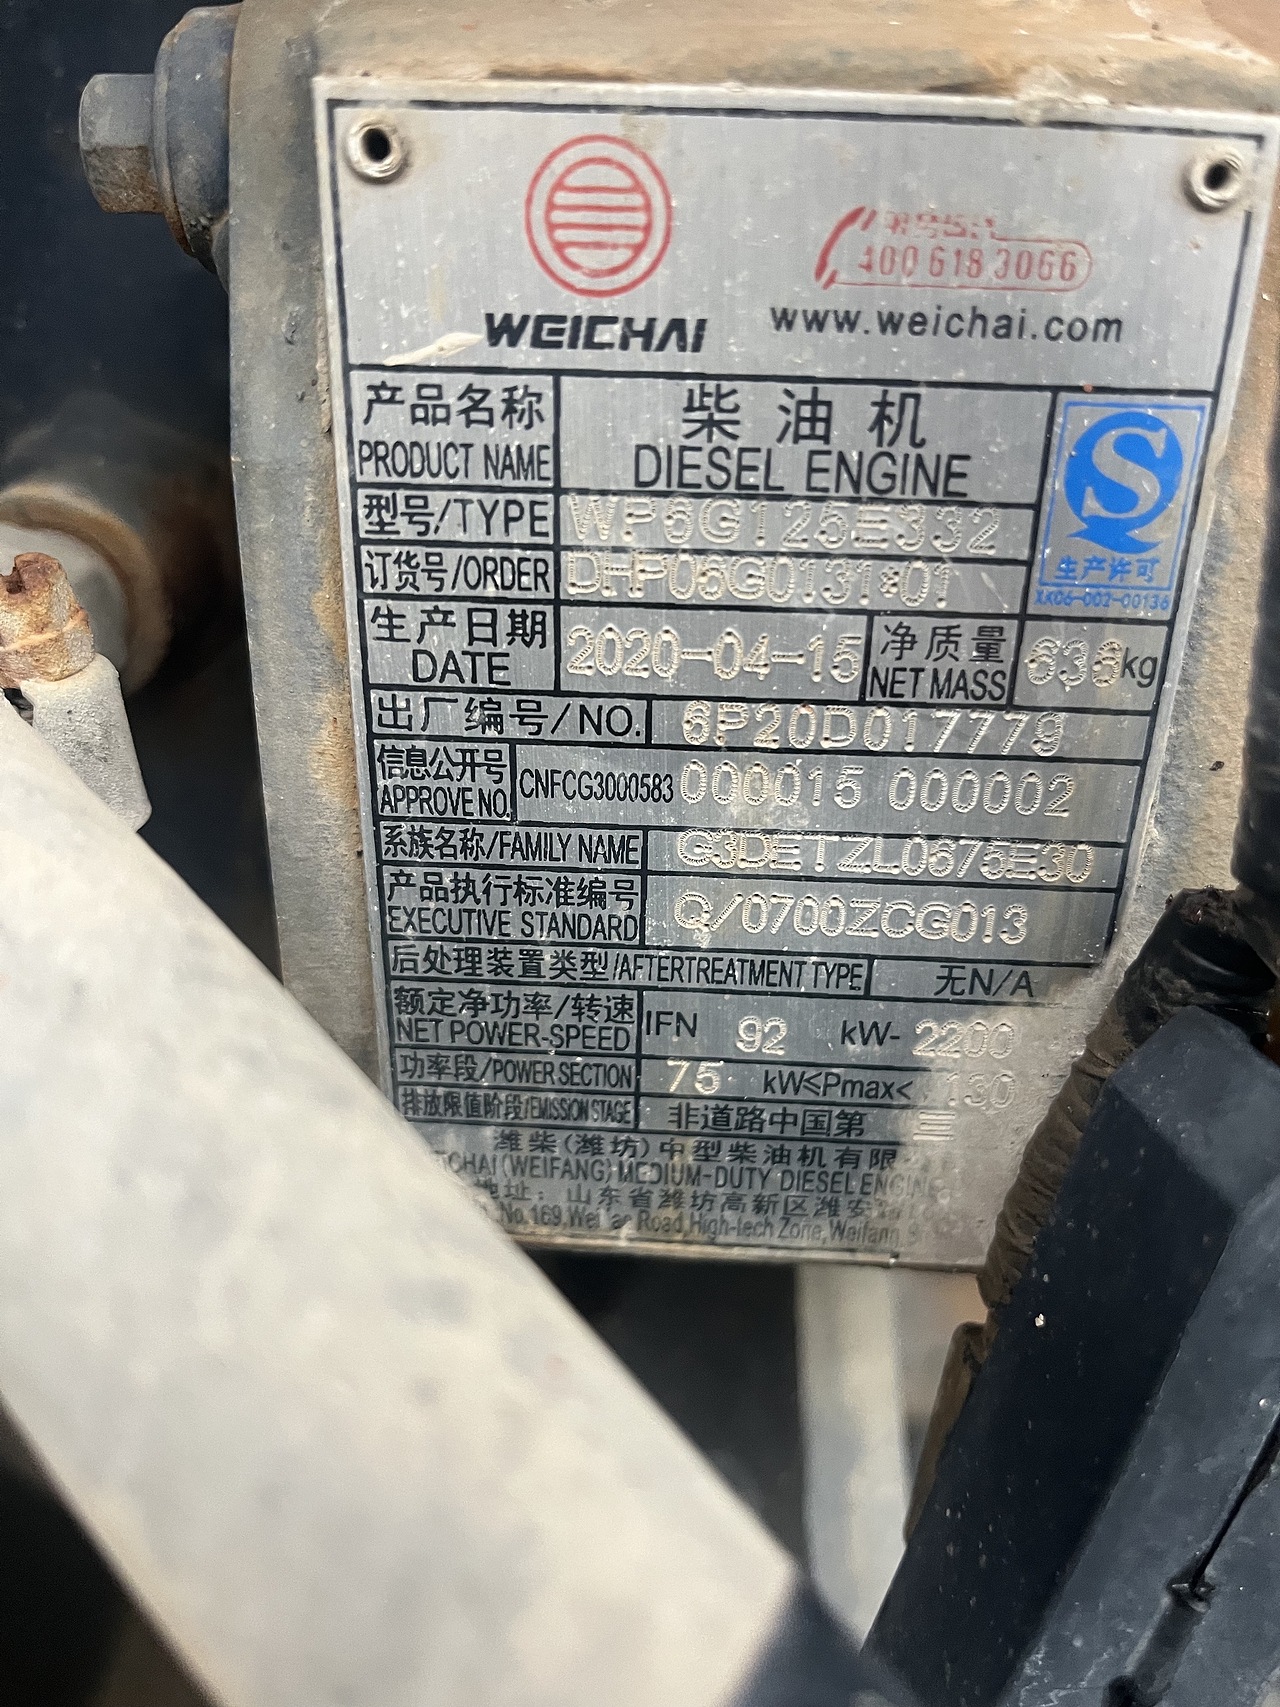 400 618 3066
WEICHAI
www.weichai.com
产品名称 柴油机
PRODUCT NAME DIESEL ENGINE
型号/TYPE WP6G125E332
订货号/ORDER DHP06G0131*01
生产许可
XK06-002-00136
生产日期 2020-04-15 净质量 kg
DATE NET MASS
出厂编号/NO. 6P20D017779
信息公开号 CNFCG3000583 000015 000002
APPROVE NO.
系族名称/FAMILY NAME G3DETZL0675E30
产品执行标准编号 Q/0700ZCG013
EXECUTIVE STANDARD
后处理装置类型/AFTERTREATMENT TYPE 无N/A
额定净功率/转速 IFN 92 kW- 2200
NET POWER-SPEED
功率段/POWER SECTION 75 kW≤Pmax< 130
排放限值阶段/EMISSION STAGE 非道路中国第 三
潍柴(潍坊)中型柴油机有限
(WEIFANG) MEDIUM-DUTY DIESEL ENGINE
地址：山东省潍坊高新区潍安
No.169, Road, High-tech Zone, Weifang,